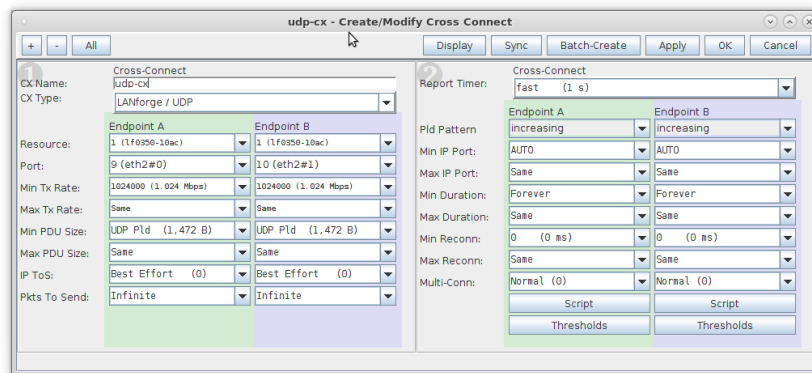 udp-cx - Create/Modify Cross Connect
+ - All Display Sync Batch-Create Apply OK Cancel
1
Cross-Connect
CX Name: udp-cx
CX Type: LANforge / UDP
Endpoint A Endpoint B
Resource: 1 (lf0350-10ac) 1 (lf0350-10ac)
Port: 9 (eth2#0) 10 (eth2#1)
Min Tx Rate: 1024000 (1.024 Mbps) 1024000 (1.024 Mbps)
Max Tx Rate: Same Same
Min PDU Size: UDP Pld (1,472 B) UDP Pld (1,472 B)
Max PDU Size: Same Same
IP ToS: Best Effort (0) Best Effort (0)
Pkts To Send: Infinite Infinite
2
Cross-Connect
Report Timer: fast (1 s)
Endpoint A Endpoint B
Pld Pattern increasing increasing
Min IP Port: AUTO AUTO
Max IP Port: Same Same
Min Duration: Forever Forever
Max Duration: Same Same
Min Reconn: 0 (0 ms) 0 (0 ms)
Max Reconn: Same Same
Multi-Conn: Normal (0) Normal (0)
Script Script
Thresholds Thresholds